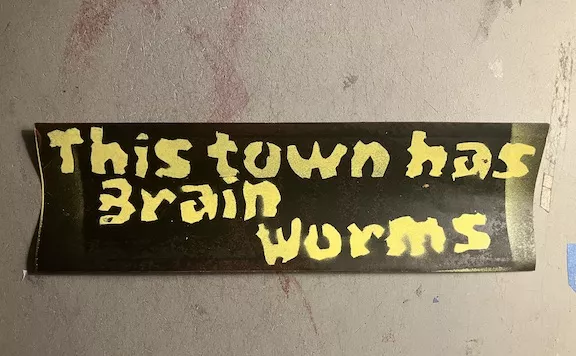 This town has
Brain
worms